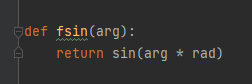 def fsin(arg):
    return sin(arg * rad)